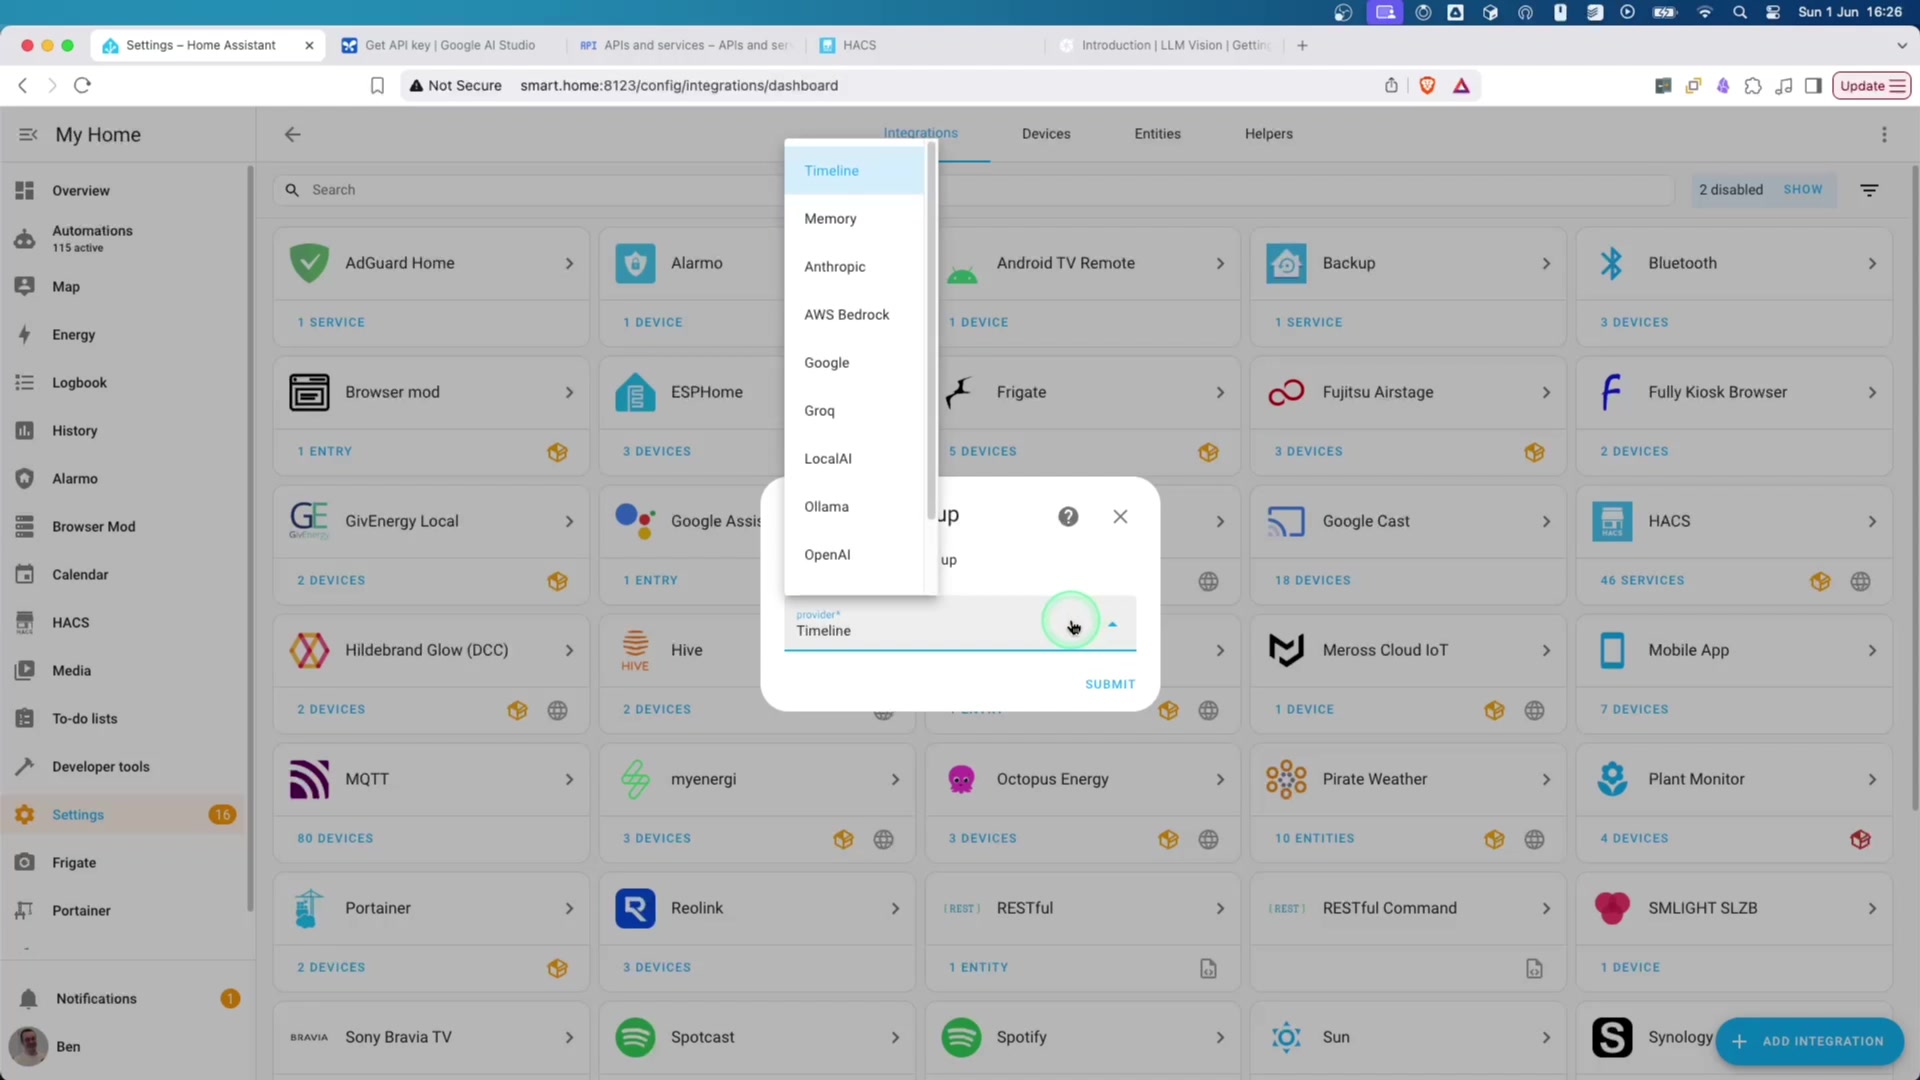 Sun 1 Jun 16:26
Settings – Home Assistant
Get API key | Google AI Studio
API APIs and services – APIs and ser
HACS
Introduction | LLM Vision | Getting
Not Secure smart.home:8123/config/integrations/dashboard
Update
My Home
Integrations
Devices
Entities
Helpers
Search
2 disabled SHOW
Overview
Automations
115 active
Map
Energy
Logbook
History
Alarmo
Browser Mod
Calendar
HACS
Media
To-do lists
Developer tools
Settings 16
Frigate
Portainer
Notifications 1
Ben
AdGuard Home
1 SERVICE
Alarmo
1 DEVICE
Android TV Remote
1 DEVICE
Backup
1 SERVICE
Bluetooth
3 DEVICES
Browser mod
1 ENTRY
ESPHome
3 DEVICES
Frigate
5 DEVICES
Fujitsu Airstage
3 DEVICES
Fully Kiosk Browser
2 DEVICES
GE
GivEnergy
GivEnergy Local
2 DEVICES
Google Assis
1 ENTRY
Google Cast
18 DEVICES
HACS
HACS
46 SERVICES
Hildebrand Glow (DCC)
2 DEVICES
HIVE
Hive
2 DEVICES
Meross Cloud IoT
1 DEVICE
Mobile App
7 DEVICES
MQTT
80 DEVICES
myenergi
3 DEVICES
Octopus Energy
3 DEVICES
Pirate Weather
10 ENTITIES
Plant Monitor
4 DEVICES
Portainer
2 DEVICES
Reolink
3 DEVICES
{REST} RESTful
1 ENTITY
{REST} RESTful Command
SMLIGHT SLZB
1 DEVICE
BRAVIA Sony Bravia TV
Spotcast
Spotify
Sun
S Synology
ADD INTEGRATION
Timeline
Memory
Anthropic
AWS Bedrock
Google
Groq
LocalAI
Ollama
OpenAI
up
up
provider*
Timeline
SUBMIT